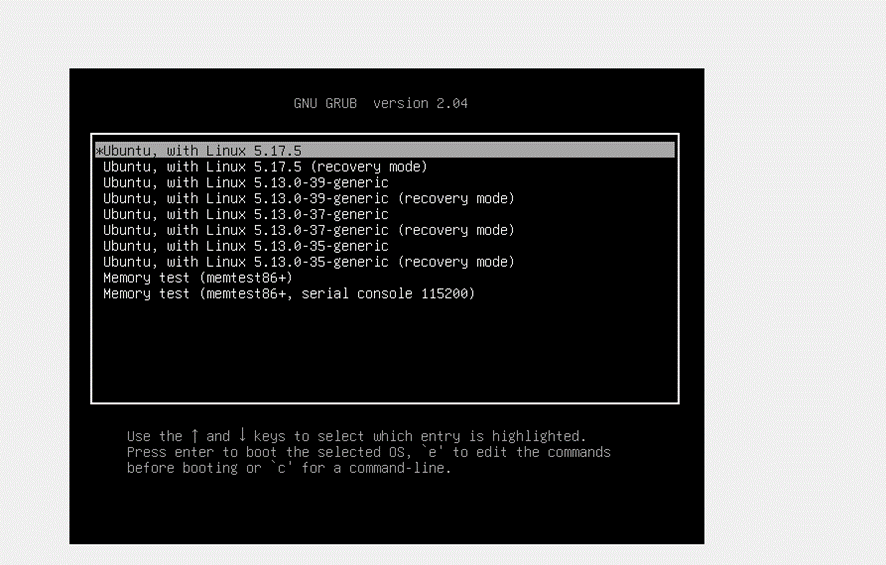 GNU GRUB  version 2.04
*Ubuntu, with Linux 5.17.5
Ubuntu, with Linux 5.17.5 (recovery mode)
Ubuntu, with Linux 5.13.0-39-generic
Ubuntu, with Linux 5.13.0-39-generic (recovery mode)
Ubuntu, with Linux 5.13.0-37-generic
Ubuntu, with Linux 5.13.0-37-generic (recovery mode)
Ubuntu, with Linux 5.13.0-35-generic
Ubuntu, with Linux 5.13.0-35-generic (recovery mode)
Memory test (memtest86+)
Memory test (memtest86+, serial console 115200)
Use the ↑ and ↓ keys to select which entry is highlighted.
Press enter to boot the selected OS, `e' to edit the commands
before booting or `c' for a command-line.